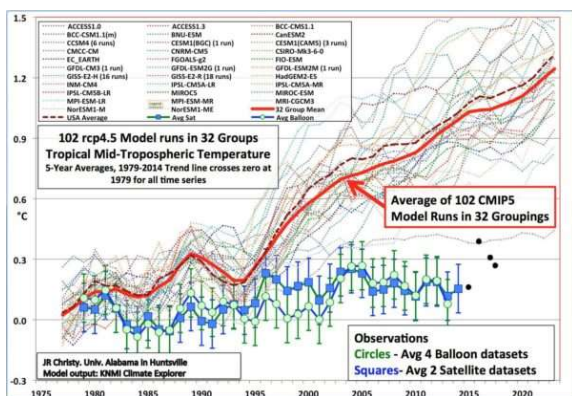 1.5
1.2
0.9
0.6
0.3
0.0
-0.3
°C
ACCESS1.0 ACCESS1.3 BCC-CSM1.1
BCC-CSM1.1(m) BNU-ESM CanESM2
CCSM4 (6 runs) CESM1(BGC) (1 run) CESM1(CAM5) (3 runs)
CMCC-CM CNRM-CM5 CSIRO-Mk3-6-0
EC_EARTH FGOALS-g2 FIO-ESM
GFDL-CM3 (1 run) GFDL-ESM2G (1 run) GFDL-ESM2M (1 run)
GISS-E2-H (16 runs) GISS-E2-R (18 runs) HadGEM2-ES
INM-CM4 IPSL-CM5A-LR IPSL-CM5A-MR
IPSL-CM5B-LR MIROC5 MIROC-ESM
MPI-ESM-LR MPI-ESM-MR MRI-CGCM3
NorESM1-M NorESM1-ME 32 Group Mean
USA Average Avg Sat Avg Balloon
102 rcp4.5 Model runs in 32 Groups
Tropical Mid-Tropospheric Temperature
5-Year Averages, 1979-2014 Trend line crosses zero at
1979 for all time series
Average of 102 CMIP5
Model Runs in 32 Groupings
Observations
Circles - Avg 4 Balloon datasets
Squares- Avg 2 Satellite datasets
JR Christy. Univ. Alabama in Huntsville
Model output: KNMI Climate Explorer
1975 1980 1985 1990 1995 2000 2005 2010 2015 2020